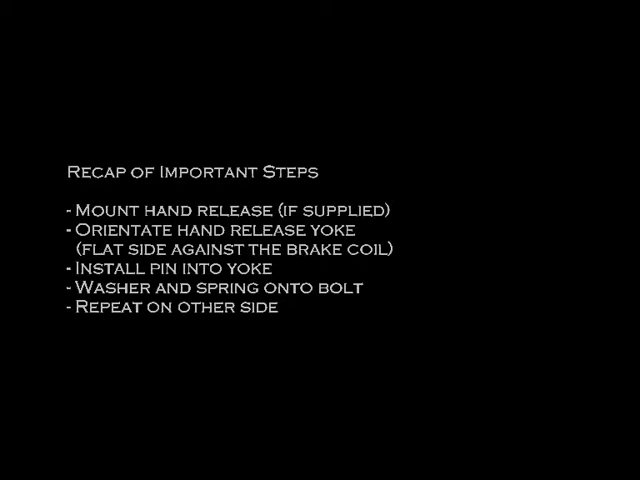 Recap of Important Steps
- Mount hand release (if supplied)
- Orientate hand release yoke
(flat side against the brake coil)
- Install pin into yoke
- Washer and spring onto bolt
- Repeat on other side